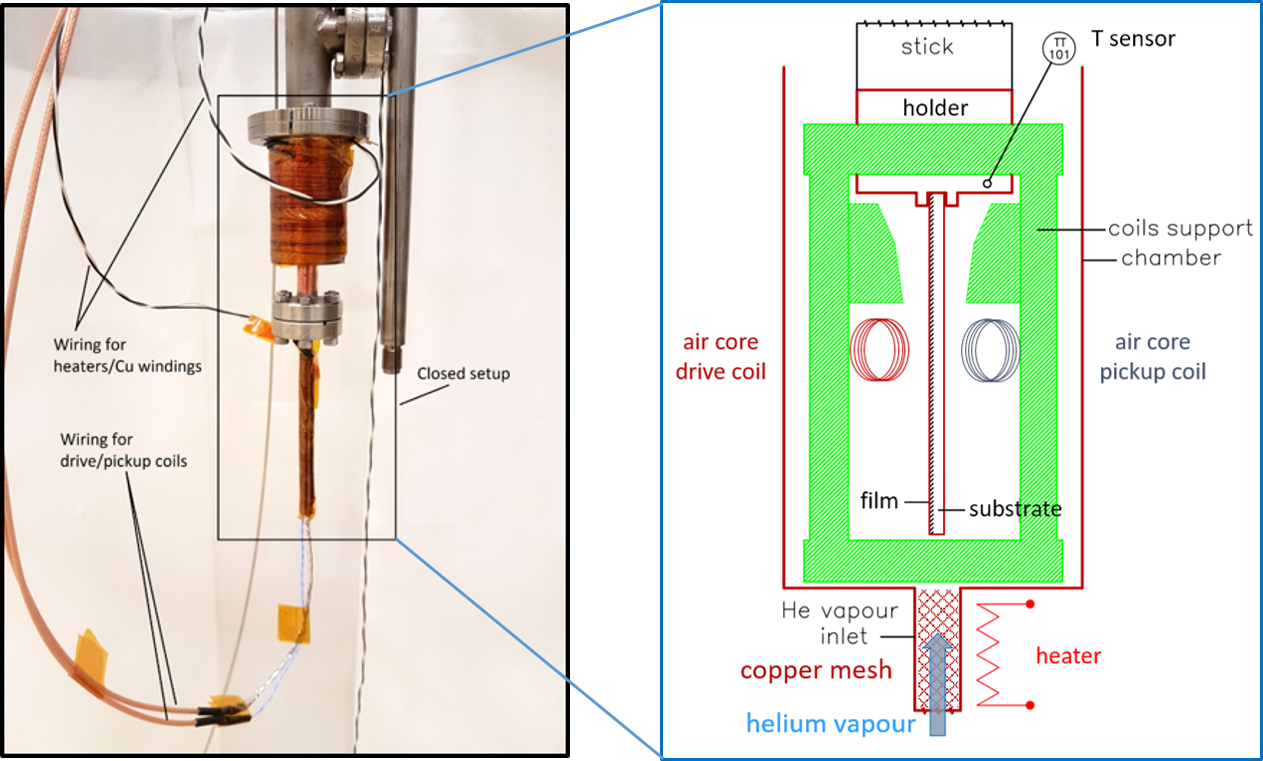 Wiring for
heaters/Cu windings
Closed setup
Wiring for
drive/pickup coils
stick
TT
101
T sensor
holder
coils support
chamber
air core
drive coil
air core
pickup coil
film
substrate
He vapour
inlet
copper mesh
heater
helium vapour